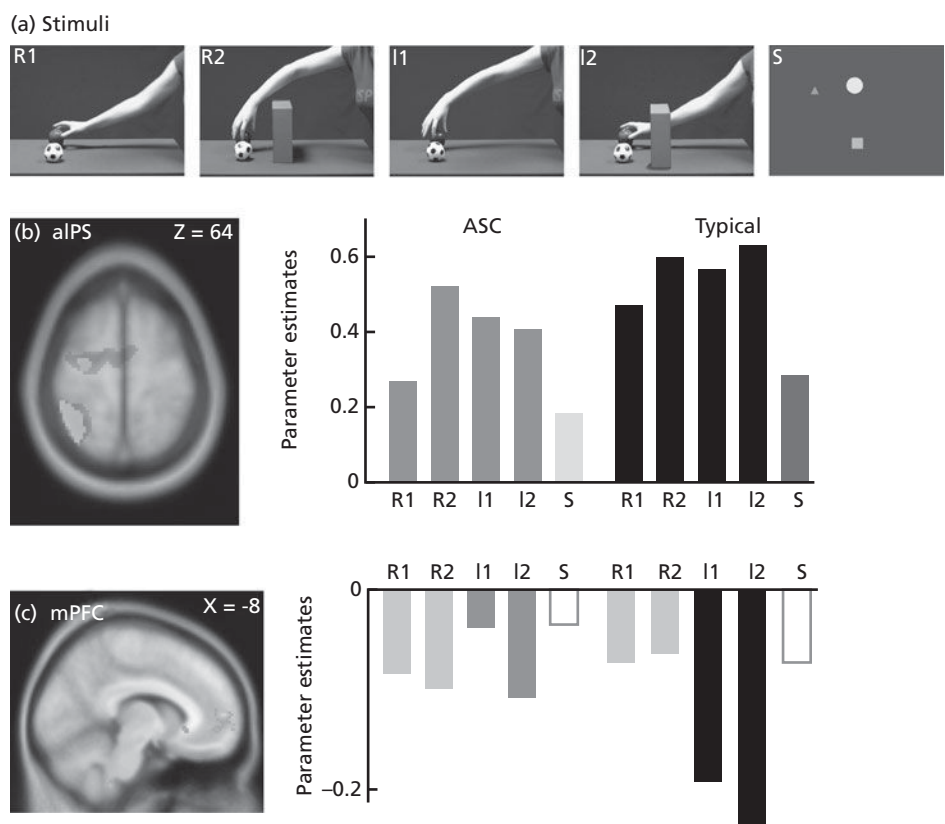 (a) Stimuli
R1 R2 I1 I2 S
SP
(b) aIPS Z = 64
ASC Typical
Parameter estimates
0.6
0.4
0.2
0
R1 R2 I1 I2 S R1 R2 I1 I2 S
(c) mPFC X = -8
R1 R2 I1 I2 S R1 R2 I1 I2 S
Parameter estimates
0
–0.2